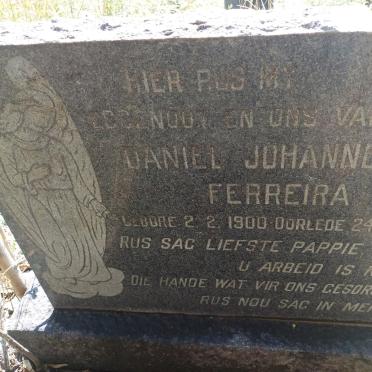 HIER RUS MY
EGGENOOT EN ONS VA
DANIEL JOHANNE
FERREIRA
GEBORE 2.2.1900 OORLEDE 24
RUS SAG LIEFSTE PAPPIE
U ARBEID IS
DIE HANDE WAT VIR ONS GESOR
RUS NOU SAG IN